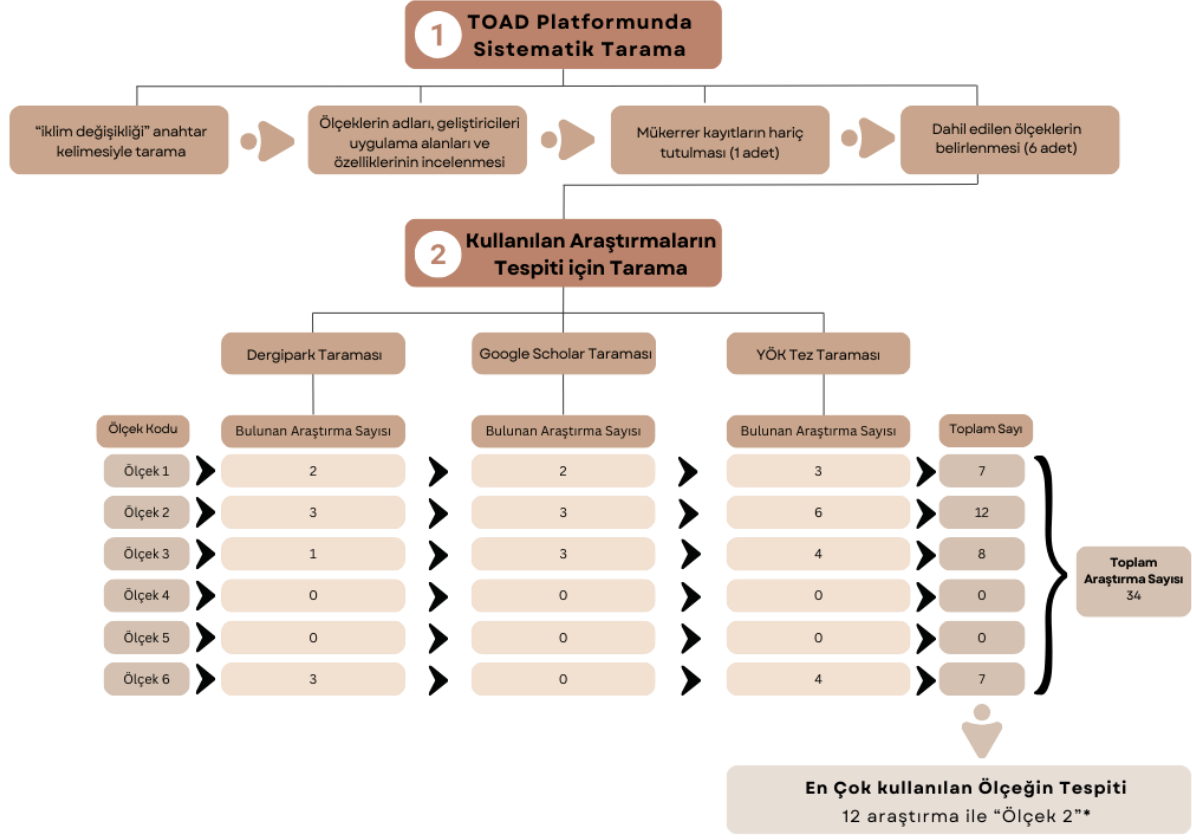 1
TOAD Platformunda
Sistematik Tarama
“iklim değişikliği” anahtar
kelimesiyle tarama
Ölçeklerin adları, geliştiricileri
uygulama alanları ve
özelliklerinin incelenmesi
Mükerrer kayıtların hariç
tutulması (1 adet)
Dahil edilen ölçeklerin
belirlenmesi (6 adet)
2
Kullanılan Araştırmaların
Tespiti için Tarama
Dergipark Taraması
Google Scholar Taraması
YÖK Tez Taraması
Ölçek Kodu
Bulunan Araştırma Sayısı
Bulunan Araştırma Sayısı
Bulunan Araştırma Sayısı
Toplam Sayı
Ölçek 1
2
2
3
7
Ölçek 2
3
3
6
12
Ölçek 3
1
3
4
8
Ölçek 4
0
0
0
0
Ölçek 5
0
0
0
0
Ölçek 6
3
0
4
7
Toplam
Araştırma Sayısı
34
En Çok kullanılan Ölçeğin Tespiti
12 araştırma ile “Ölçek 2”*